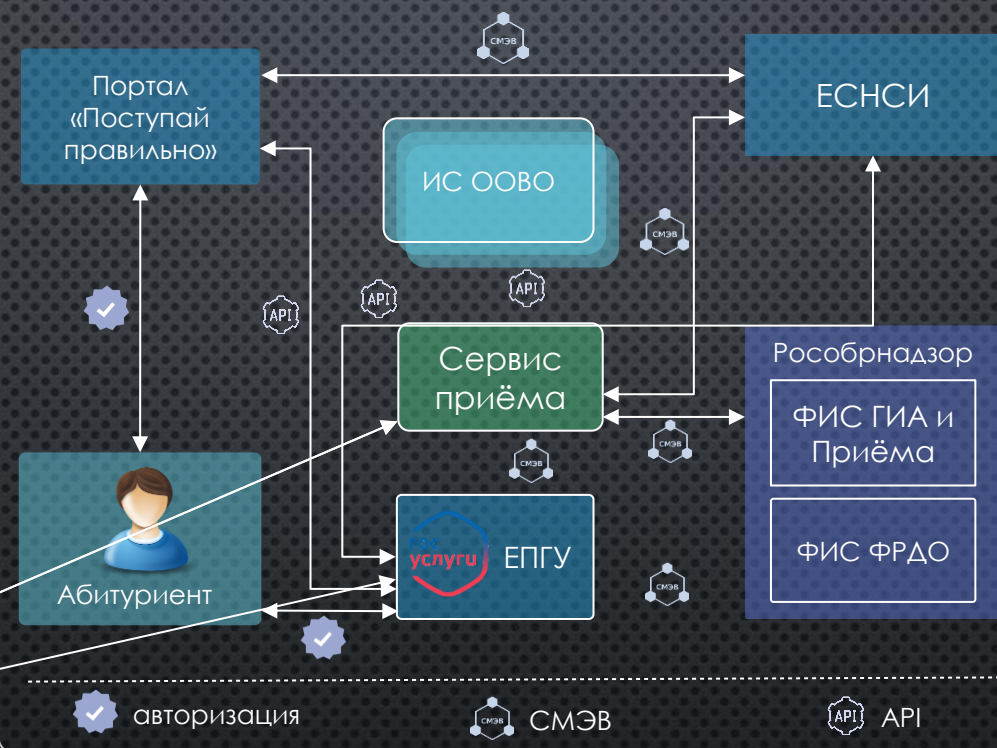 СМЭВ
Портал
«Поступай
правильно»
ЕСНСИ
ИС ООВО
СМЭВ
API
API
API
Сервис
приёма
Рособрнадзор
ФИС ГИА и
Приёма
СМЭВ
СМЭВ
услуги
ЕПГУ
ФИС ФРДО
СМЭВ
Абитуриент
авторизация
СМЭВ
СМЭВ
API
API